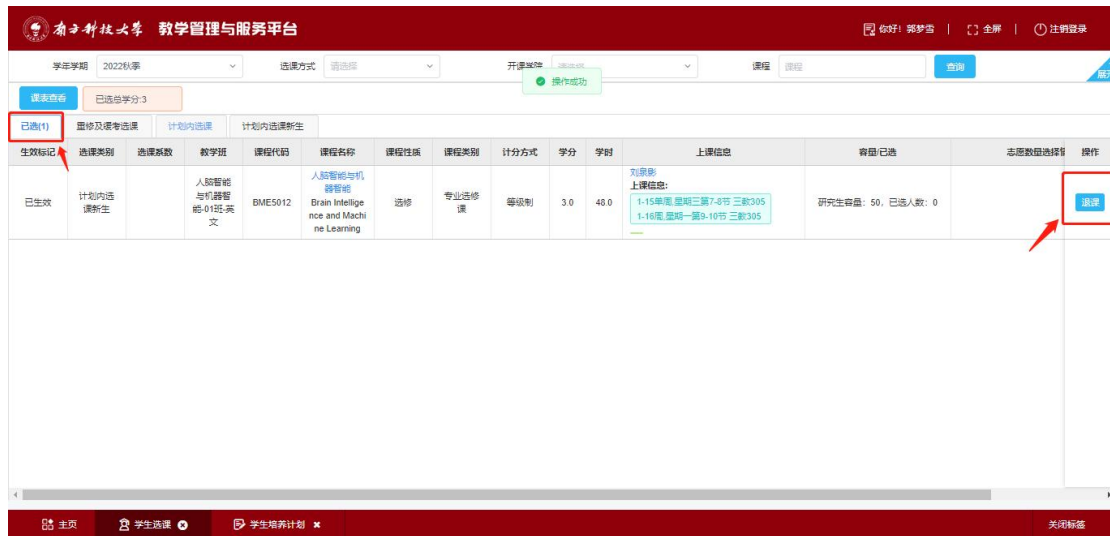 南方科技大学 教学管理与服务平台 你好！郭梦雪 | 全屏 | 注销登录
学年学期 2022秋季 选课方式 请选择 开课学院 课程 课程 查询
操作成功
课表查看 已选总学分:3
已选(1) 重修及缓考选课 计划内选课 计划内选课新生
生效标记 选课类别 选课系数 教学班 课程代码 课程名称 课程性质 课程类别 计分方式 学分 学时 上课信息 容量/已选 志愿数量选择 操作
已生效
计划内选
课新生
人脑智能
与机器智
能-01班-英
文
BME5012
人脑智能与机
器智能
Brain Intellige
nce and Machi
ne Learning
选修
专业选修
课
等级制
3.0
48.0
刘泉影
上课信息:
1-15单周,星期三第7-8节 三教305
1-16周,星期一第9-10节 三教305
研究生容量：50，已选人数：0
退课
主页 学生选课 学生培养计划 关闭标签